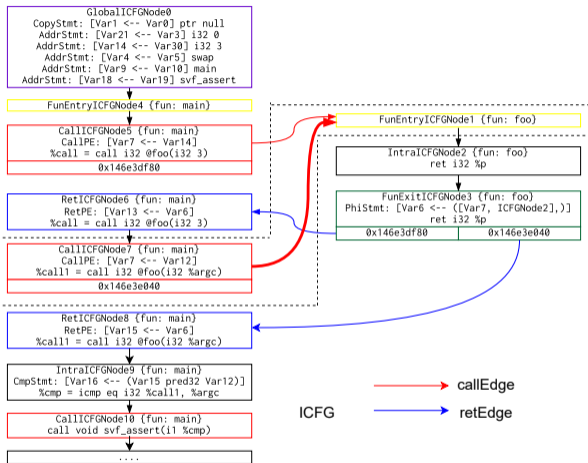 GlobalICFGNode0
CopyStmt: [Var1 <-- Var0] ptr null
AddrStmt: [Var21 <-- Var3] i32 0
AddrStmt: [Var14 <-- Var30] i32 3
AddrStmt: [Var4 <-- Var5] swap
AddrStmt: [Var9 <-- Var10] main
AddrStmt: [Var18 <-- Var19] svf_assert
FunEntryICFGNode4 {fun: main}
CallICFGNode5 {fun: main}
CallPE: [Var7 <-- Var14]
%call = call i32 @foo(i32 3)
0x146e3df80
RetICFGNode6 {fun: main}
RetPE: [Var13 <-- Var6]
%call = call i32 @foo(i32 3)
CallICFGNode7 {fun: main}
CallPE: [Var7 <-- Var12]
%call1 = call i32 @foo(i32 %argc)
0x146e3e040
RetICFGNode8 {fun: main}
RetPE: [Var15 <-- Var6]
%call1 = call i32 @foo(i32 %argc)
IntraICFGNode9 {fun: main}
CmpStmt: [Var16 <-- (Var15 pred32 Var12)]
%cmp = icmp eq i32 %call1, %argc
CallICFGNode10 {fun: main}
call void svf_assert(i1 %cmp)
....
FunEntryICFGNode1 {fun: foo}
IntraICFGNode2 {fun: foo}
ret i32 %p
FunExitICFGNode3 {fun: foo}
PhiStmt: [Var6 <-- ([Var7, ICFGNode2],)]
ret i32 %p
0x146e3df80 0x146e3e040
ICFG
callEdge
retEdge